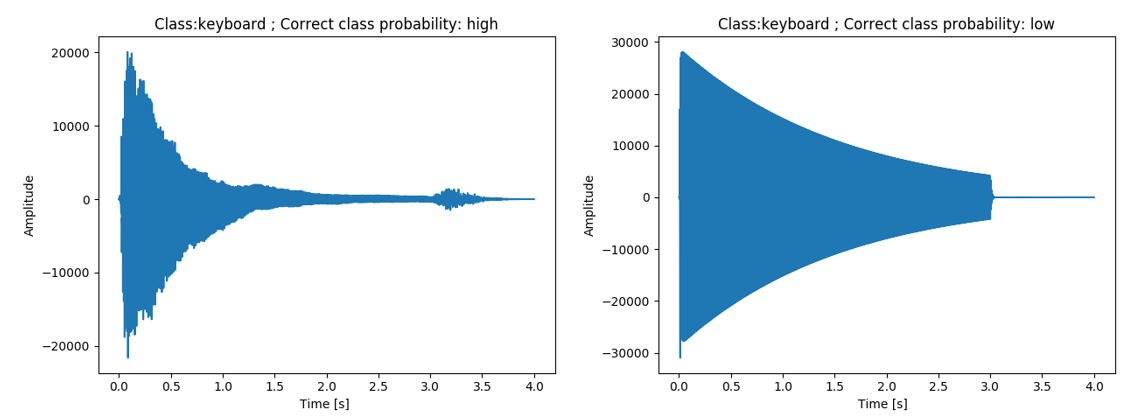 Class:keyboard ; Correct class probability: high
20000
10000
0
−10000
−20000
Amplitude
0.0 0.5 1.0 1.5 2.0 2.5 3.0 3.5 4.0
Time [s]
Class:keyboard ; Correct class probability: low
30000
20000
10000
0
−10000
−20000
−30000
Amplitude
0.0 0.5 1.0 1.5 2.0 2.5 3.0 3.5 4.0
Time [s]